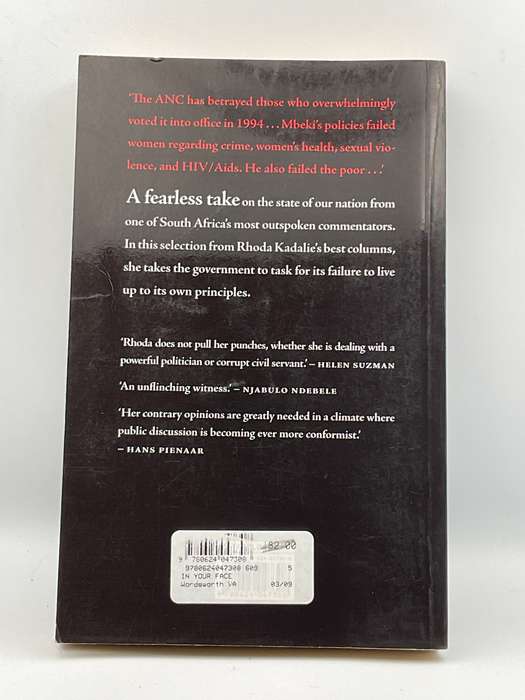 ‘The ANC has betrayed those who overwhelmingly
voted it into office in 1994 . . . Mbeki’s policies failed
women regarding crime, women’s health, sexual vio-
lence, and HIV/Aids. He also failed the poor . . .’
A fearless take on the state of our nation from
one of South Africa’s most outspoken commentators.
In this selection from Rhoda Kadalie’s best columns,
she takes the government to task for its failure to live
up to its own principles.
‘Rhoda does not pull her punches, whether she is dealing with a
powerful politician or corrupt civil servant.’ – HELEN SUZMAN
‘An unflinching witness.’ – NJABULO NDEBELE
‘Her contrary opinions are greatly needed in a climate where
public discussion is becoming ever more conformist.’
– HANS PIENAAR
82.00
9 780624 047308
9780624047308 609 5
IN YOUR FACE
Wordsworth VA 03/09